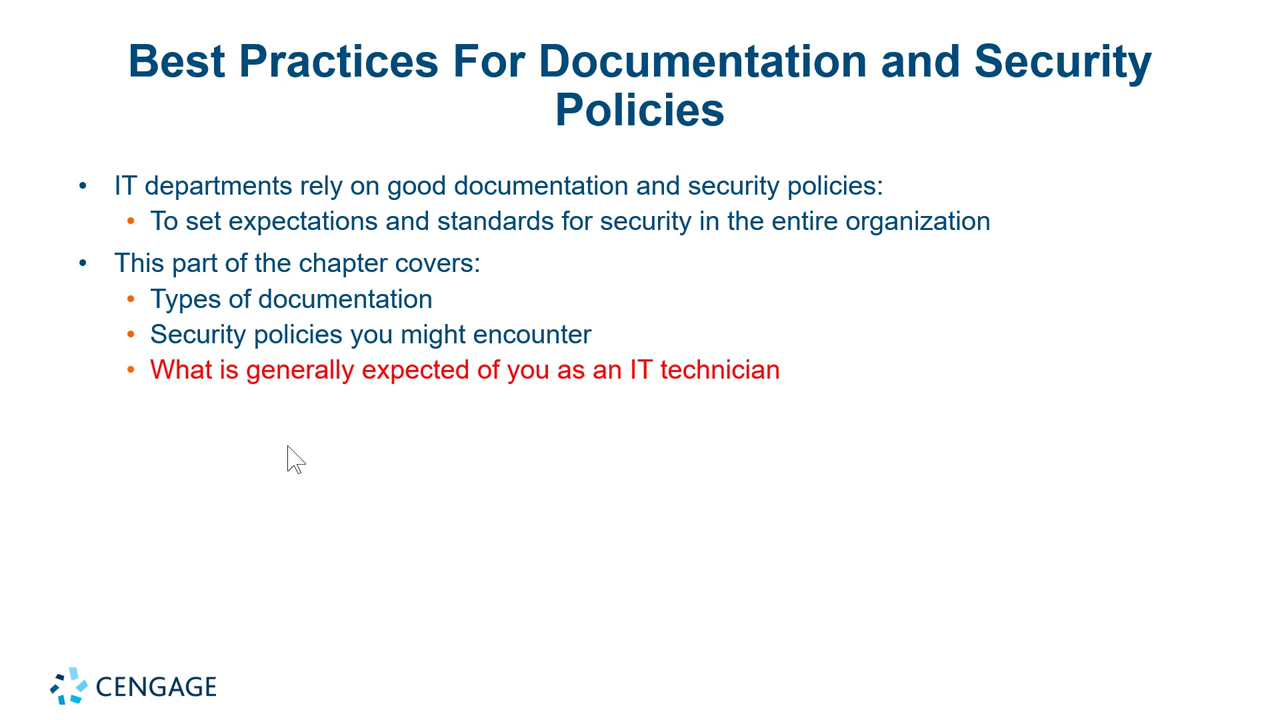 Best Practices For Documentation and Security
Policies
• IT departments rely on good documentation and security policies:
• To set expectations and standards for security in the entire organization
• This part of the chapter covers:
• Types of documentation
• Security policies you might encounter
• What is generally expected of you as an IT technician
CENGAGE